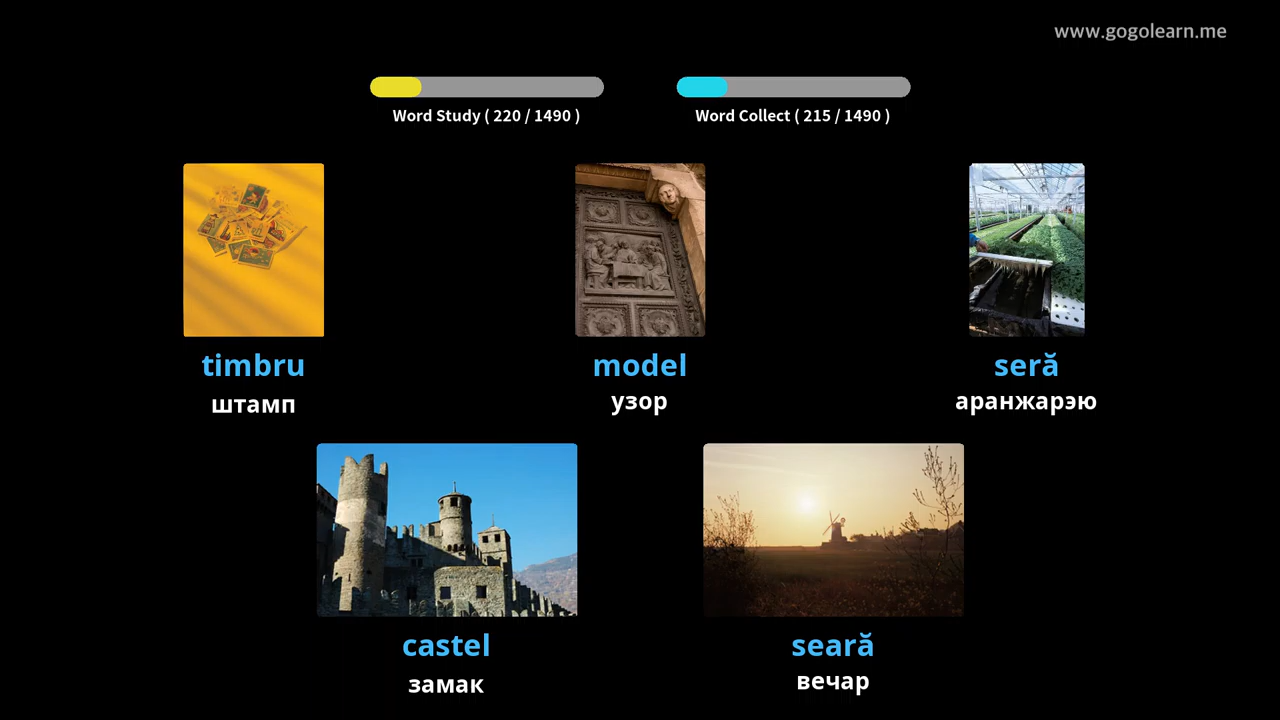 www.gogolearn.me
Word Study ( 220 / 1490 )
Word Collect ( 215 / 1490 )
timbru
штамп
model
узор
seră
аранжарэю
castel
замак
seară
вечар